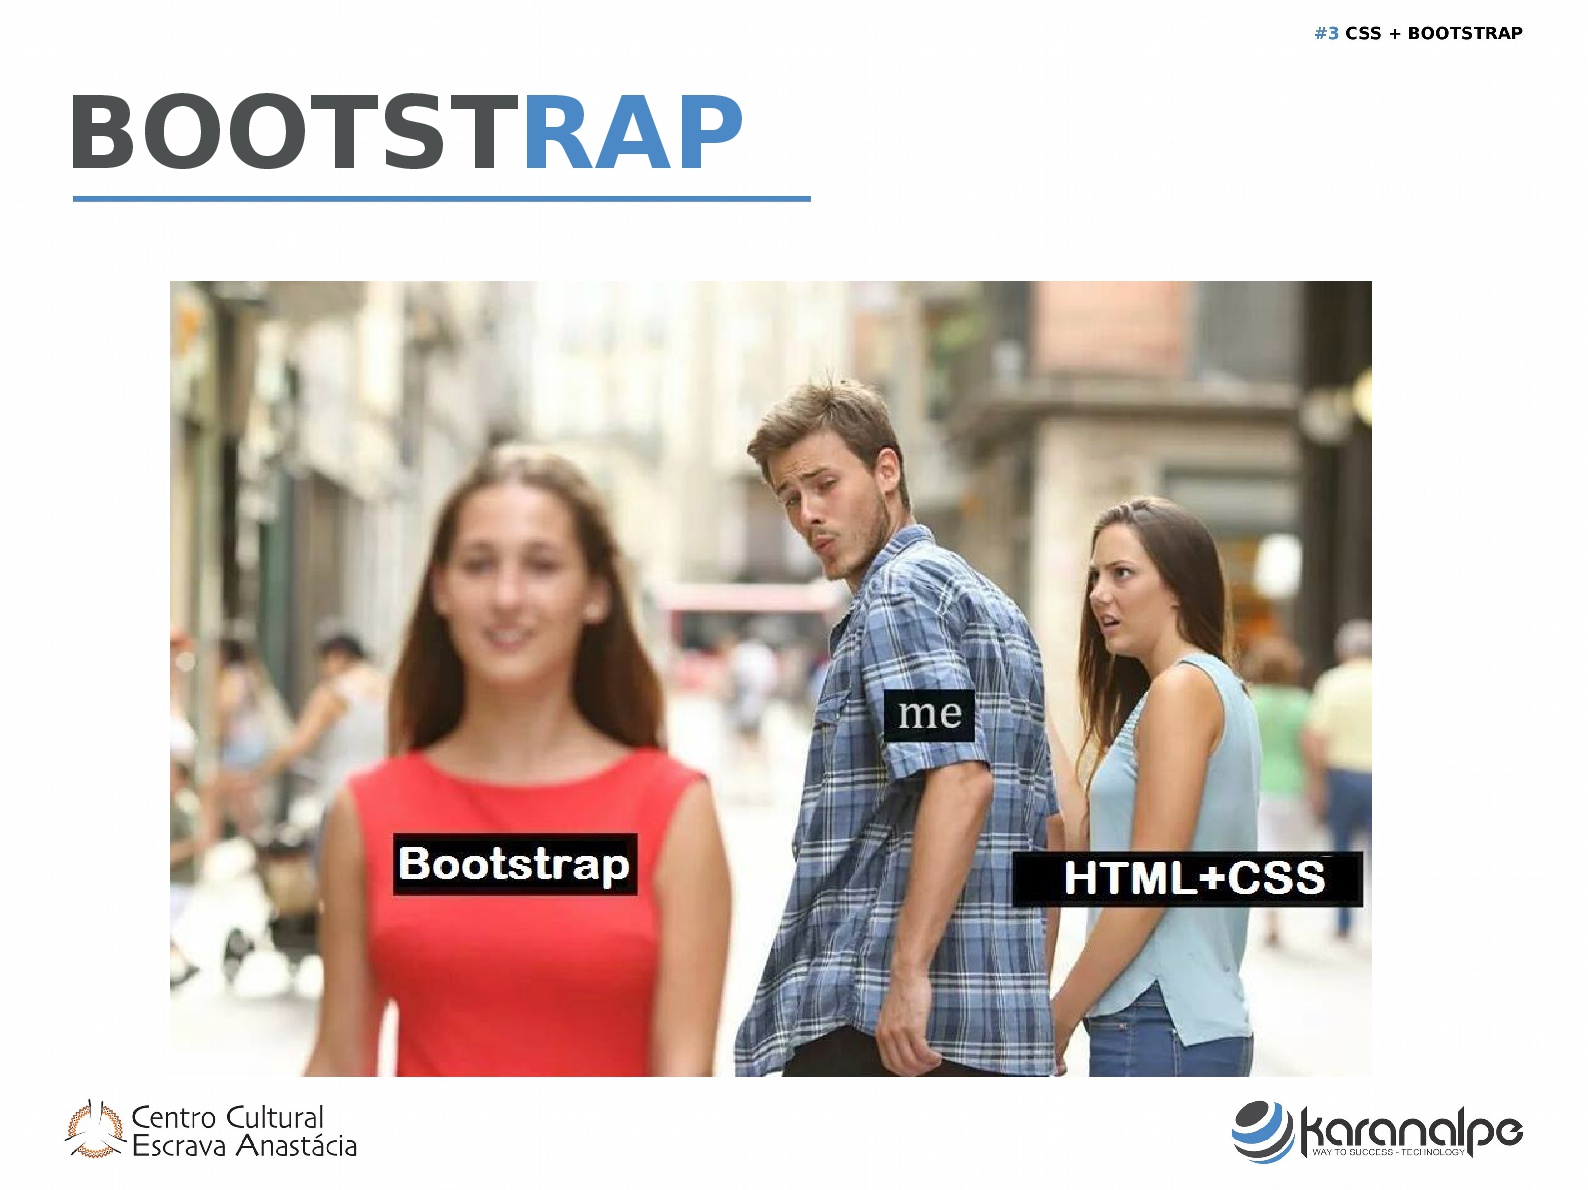 #3 CSS + BOOTSTRAP
BOOTSTRAP
me
Bootstrap
HTML+CSS
Centro Cultural
Escrava Anastácia
karanalpe
WAY TO SUCCESS - TECHNOLOGY